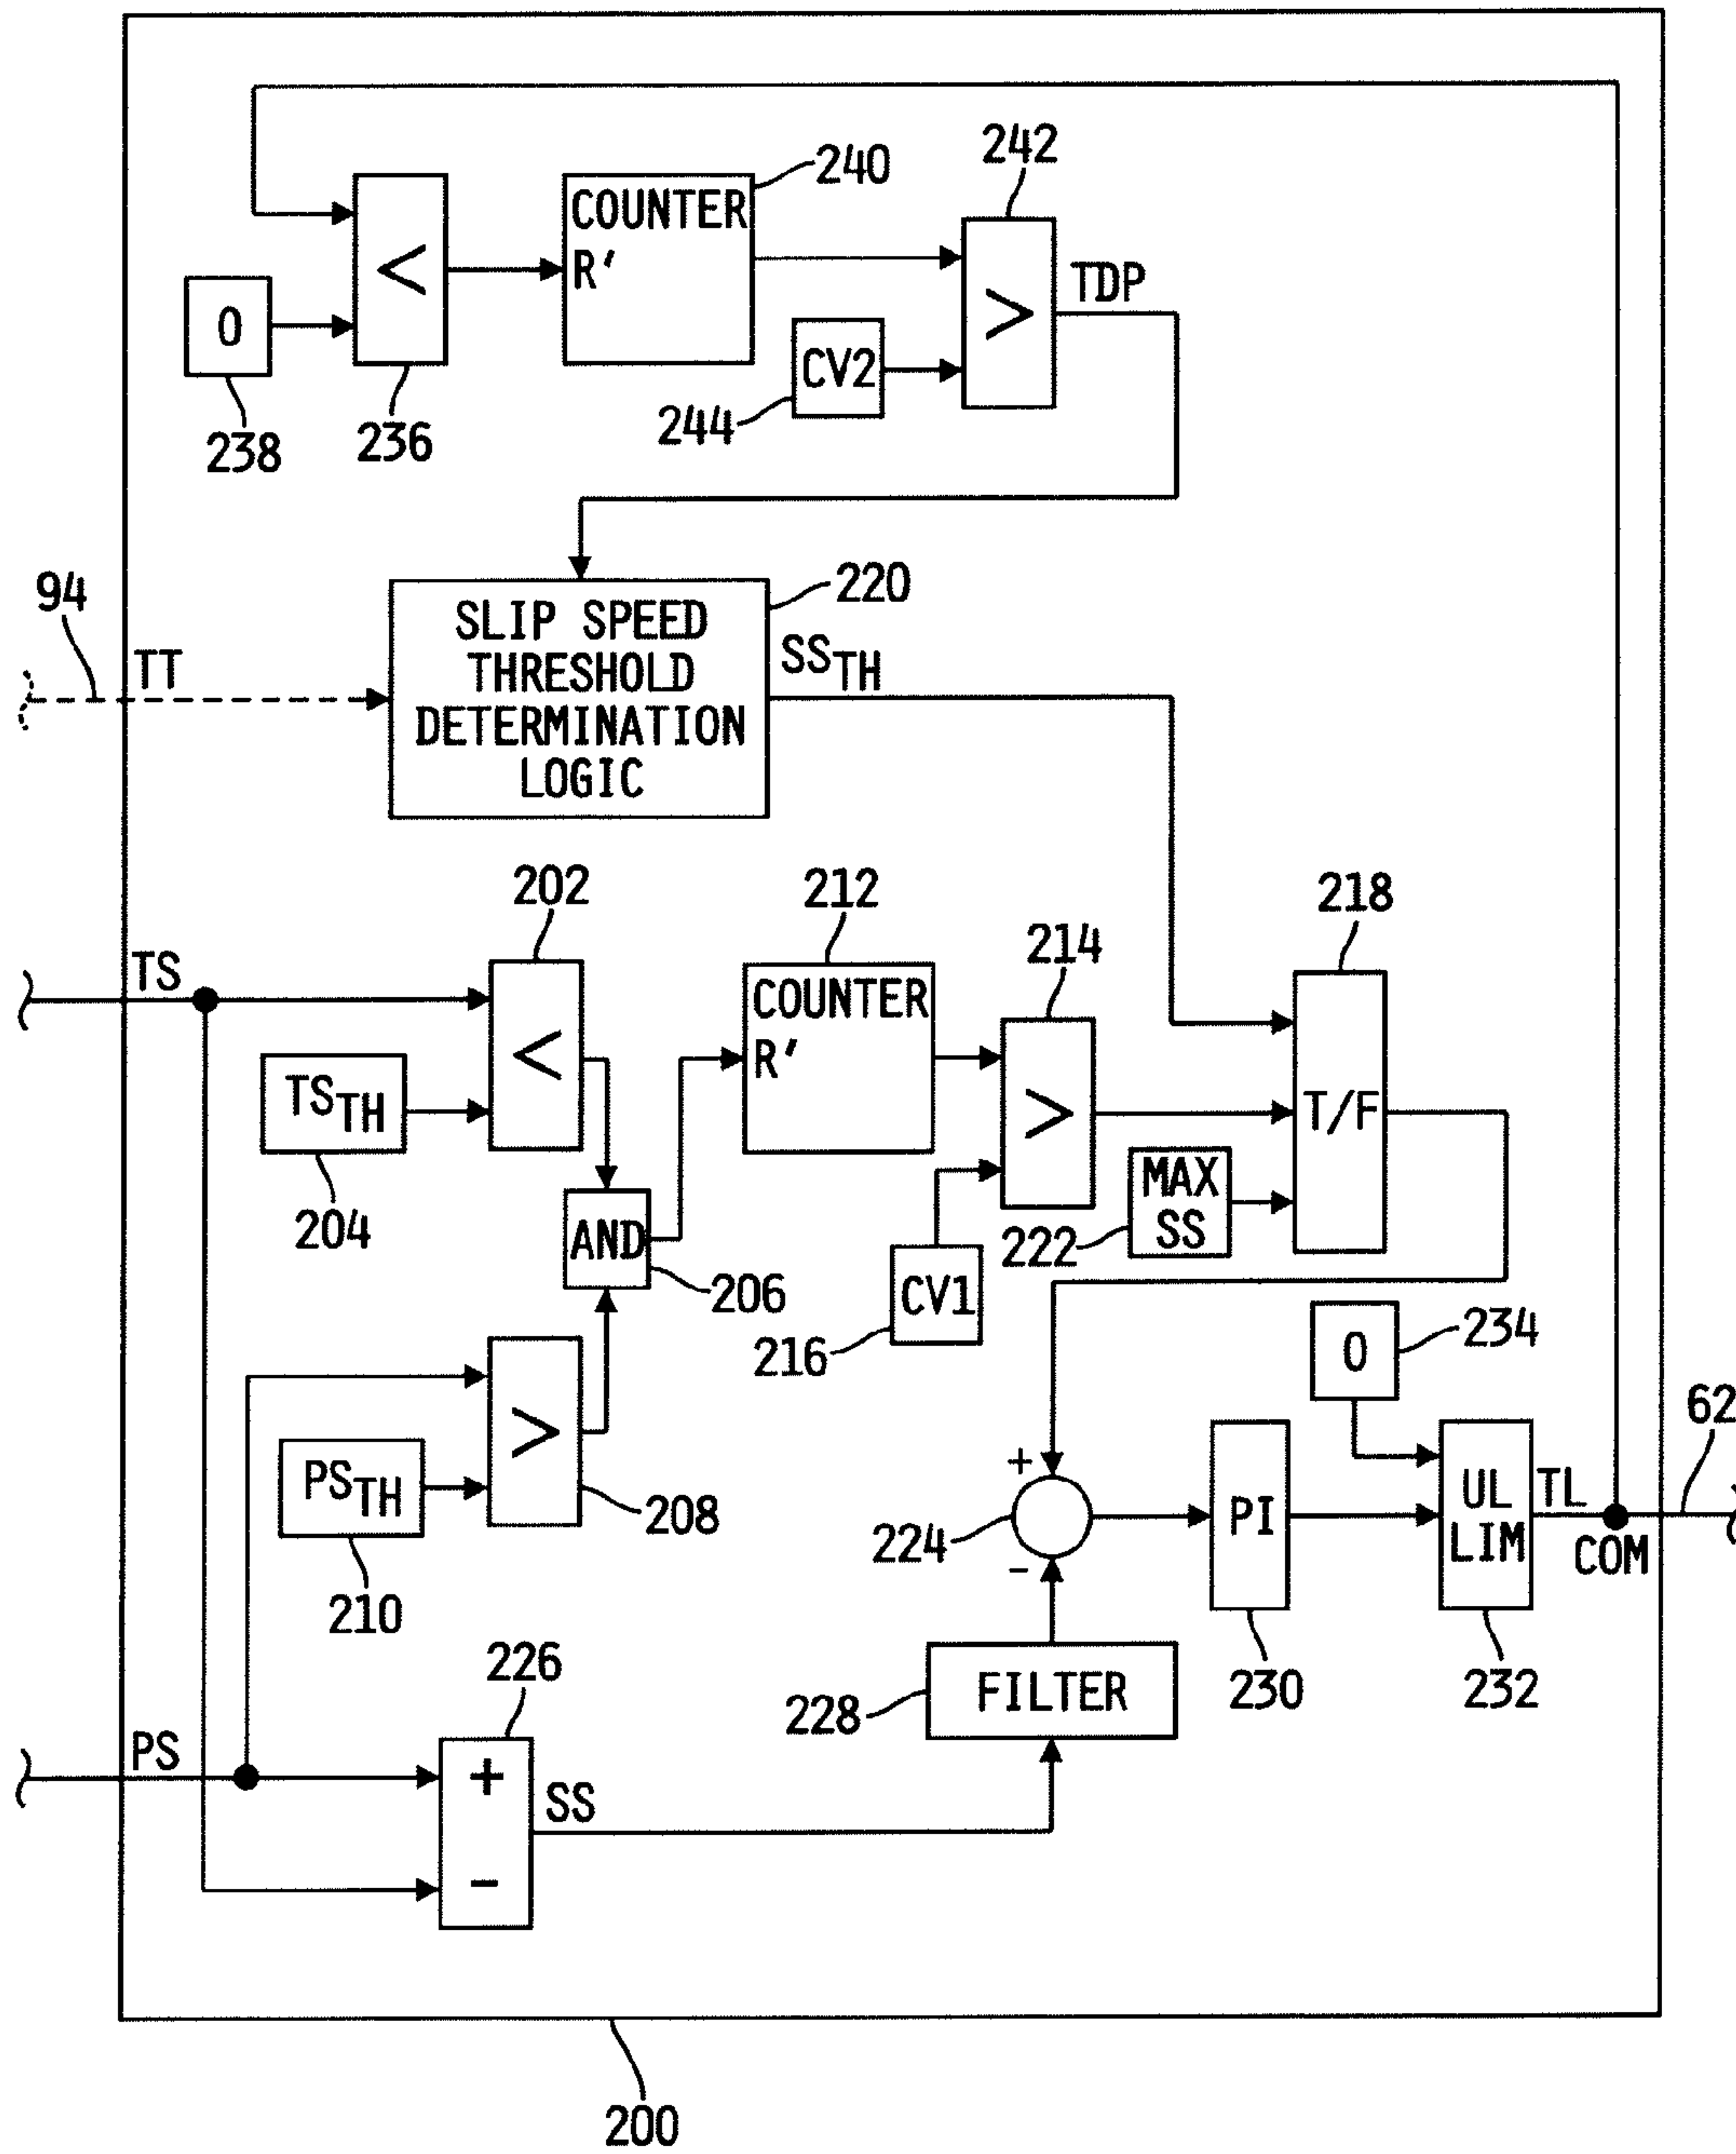 240
242
COUNTER
R'
<
0
>
TDP
CV2
244
238
236
94
TT
220
SLIP SPEED
THRESHOLD
DETERMINATION
LOGIC
SSTH
202
212
218
214
TS
COUNTER
R'
<
TSTH
>
T/F
204
AND
206
MAX
SS
222
CV1
216
234
0
>
PSTH
208
210
62
+
224
-
PI
UL
LIM
TL
COM
226
228
FILTER
230
232
PS
+
-
SS
200